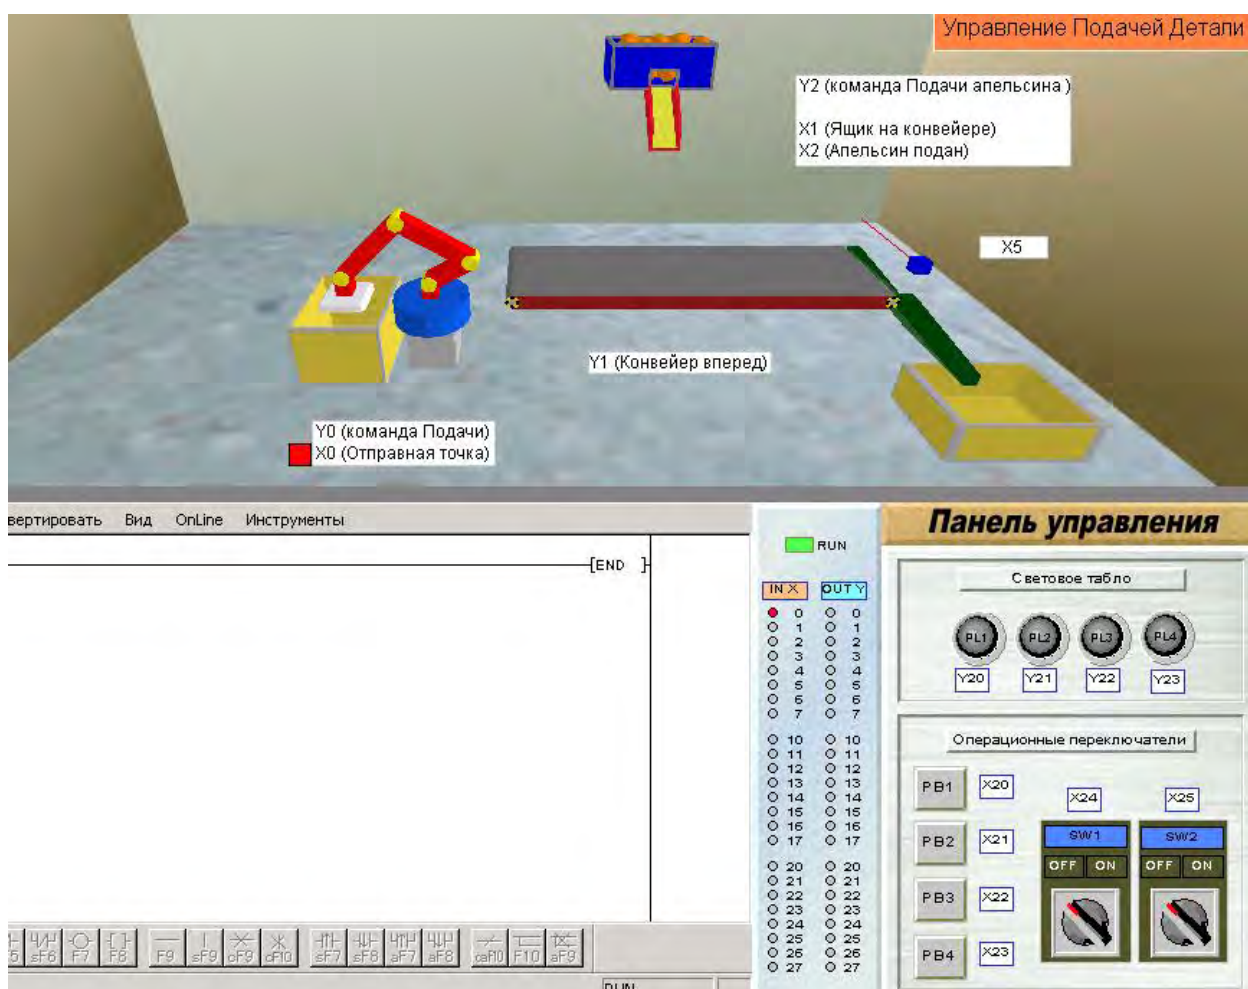 Управление Подачей Детали
Y2 (команда Подачи апельсина )
X1 (Ящик на конвейере)
X2 (Апельсин подан)
X5
Y1 (Конвейер вперед)
Y0 (команда Подачи)
X0 (Отправная точка)
вертировать Вид OnLine Инструменты
[END ]
RUN
IN X OUT Y
0 0
1 1
2 2
3 3
4 4
5 5
6 6
7 7
10 10
11 11
12 12
13 13
14 14
15 15
16 16
17 17
20 20
21 21
22 22
23 23
24 24
25 25
26 26
27 27
Панель управления
Световое табло
PL1 PL2 PL3 PL4
Y20 Y21 Y22 Y23
Операционные переключатели
PB1 X20
PB2 X21
PB3 X22
PB4 X23
X24 X25
SW1 SW2
OFF ON OFF ON
F5 sF6 F7 F8 F9 sF9 cF9 cF10 sF7 sF8 aF7 aF8 caF10 F10 aF9
RUN